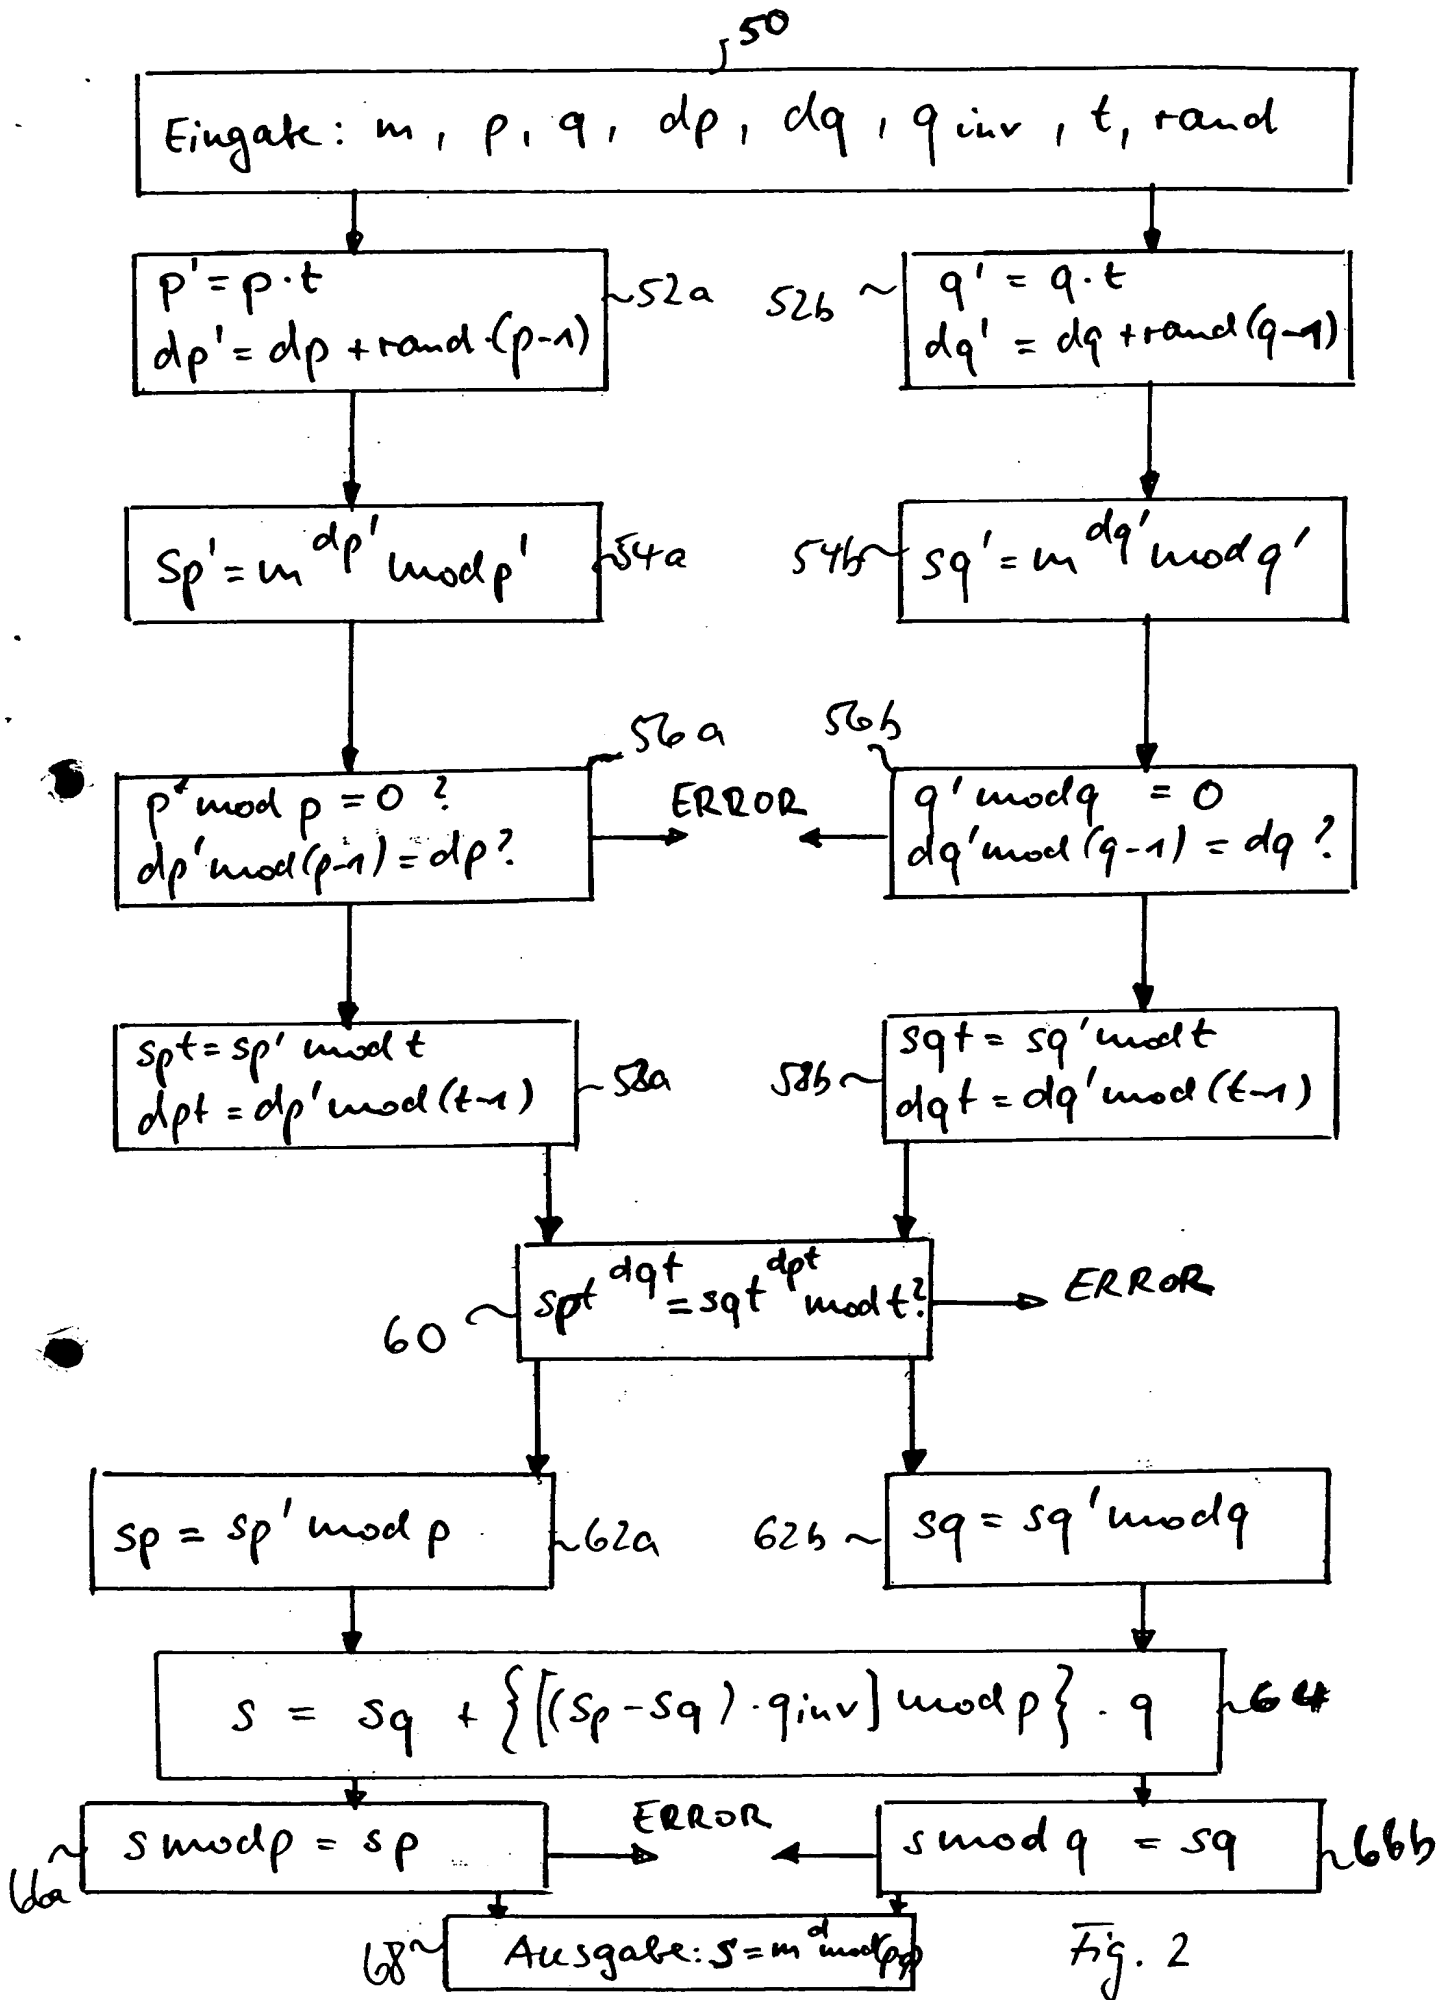 50
Eingabe: m, p, q, dp, dq, q inv, t, rand
p' = p · t
dp' = dp + rand · (p-1)
52a
52b
q' = q · t
dq' = dq + rand (q-1)
sp' = m^dp' mod p'
54a
54b
sq' = m^dq' mod q'
56a
56b
p' mod p = 0 ?
dp' mod (p-1) = dp ?
ERROR
q' mod q = 0
dq' mod (q-1) = dq ?
spt = sp' mod t
dpt = dp' mod (t-1)
58a
58b
sqt = sq' mod t
dqt = dq' mod (t-1)
60
spt^dqt = sqt^dpt mod t ?
ERROR
sp = sp' mod p
62a
62b
sq = sq' mod q
s = sq + {[(sp - sq) · qinv] mod p} · q
64
66a
s mod p = sp
ERROR
s mod q = sq
66b
68
Ausgabe: s = m^d mod (pq)
Fig. 2